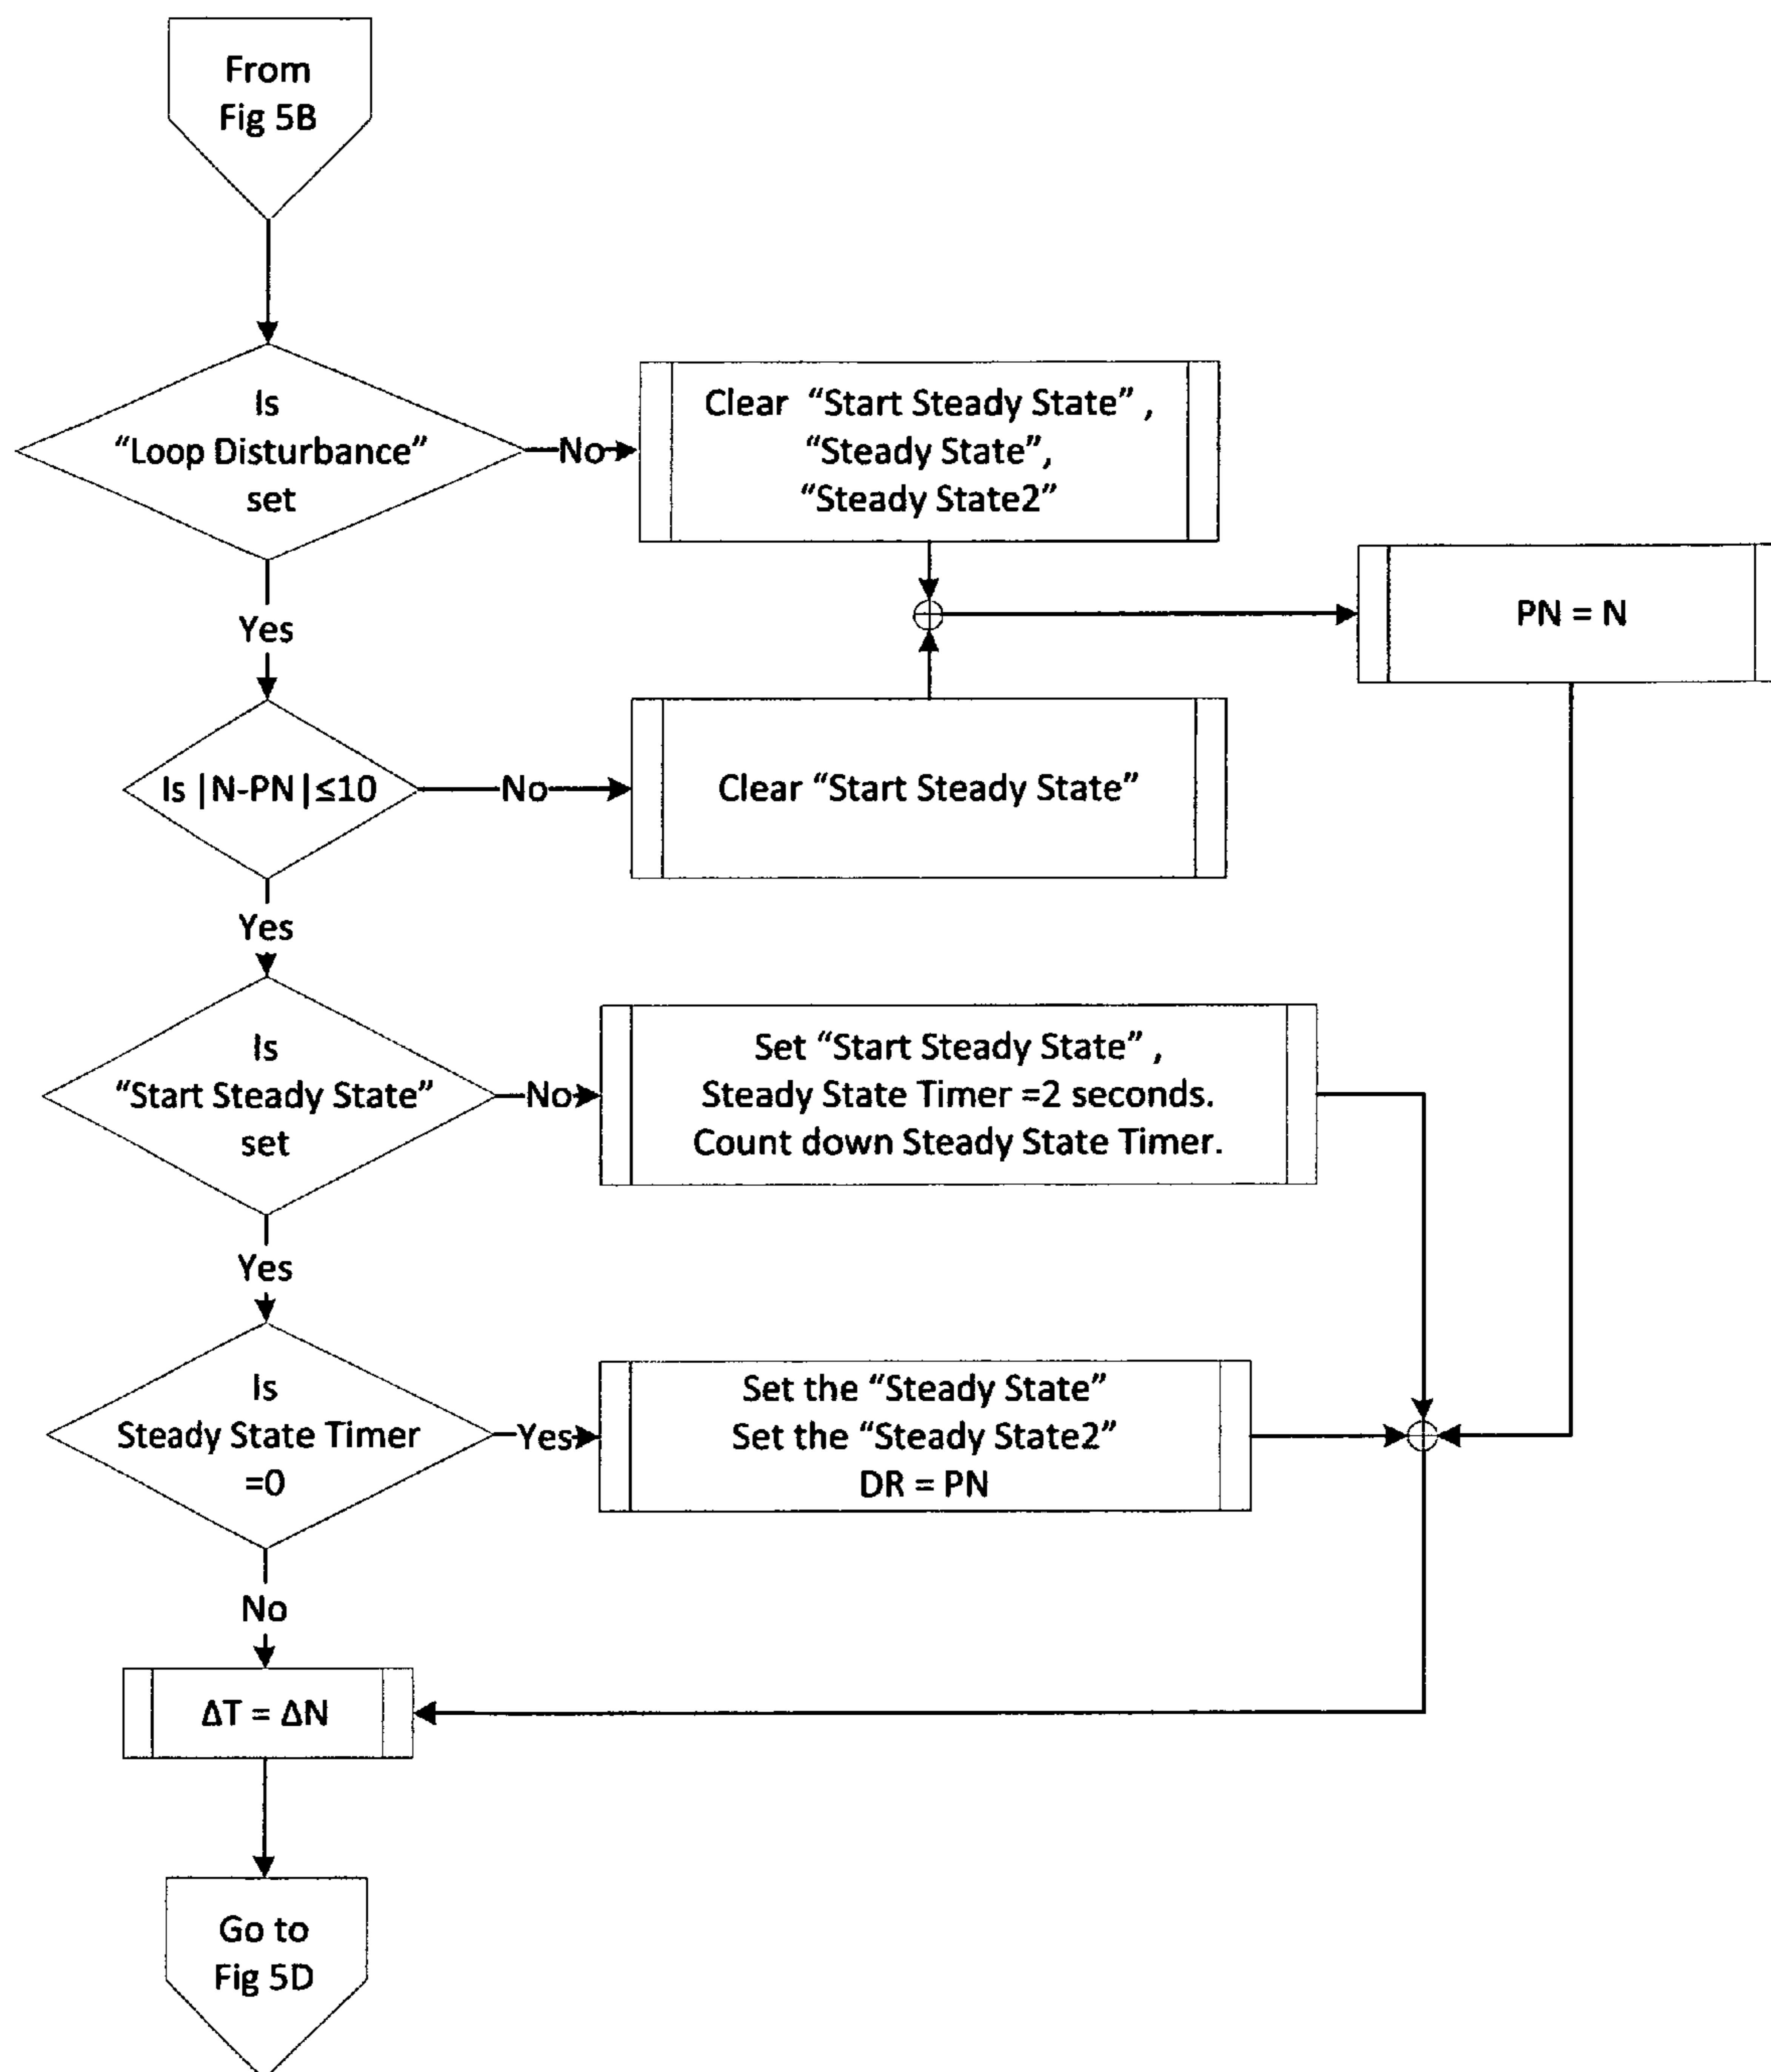 From
Fig 5B
Is
“Loop Disturbance”
set
No
Clear “Start Steady State” ,
“Steady State”,
“Steady State2”
Yes
PN = N
Is |N-PN|≤10
No
Clear “Start Steady State”
Yes
Is
“Start Steady State”
set
No
Set “Start Steady State” ,
Steady State Timer =2 seconds.
Count down Steady State Timer.
Yes
Is
Steady State Timer
=0
Yes
Set the “Steady State”
Set the “Steady State2”
DR = PN
No
ΔT = ΔN
Go to
Fig 5D